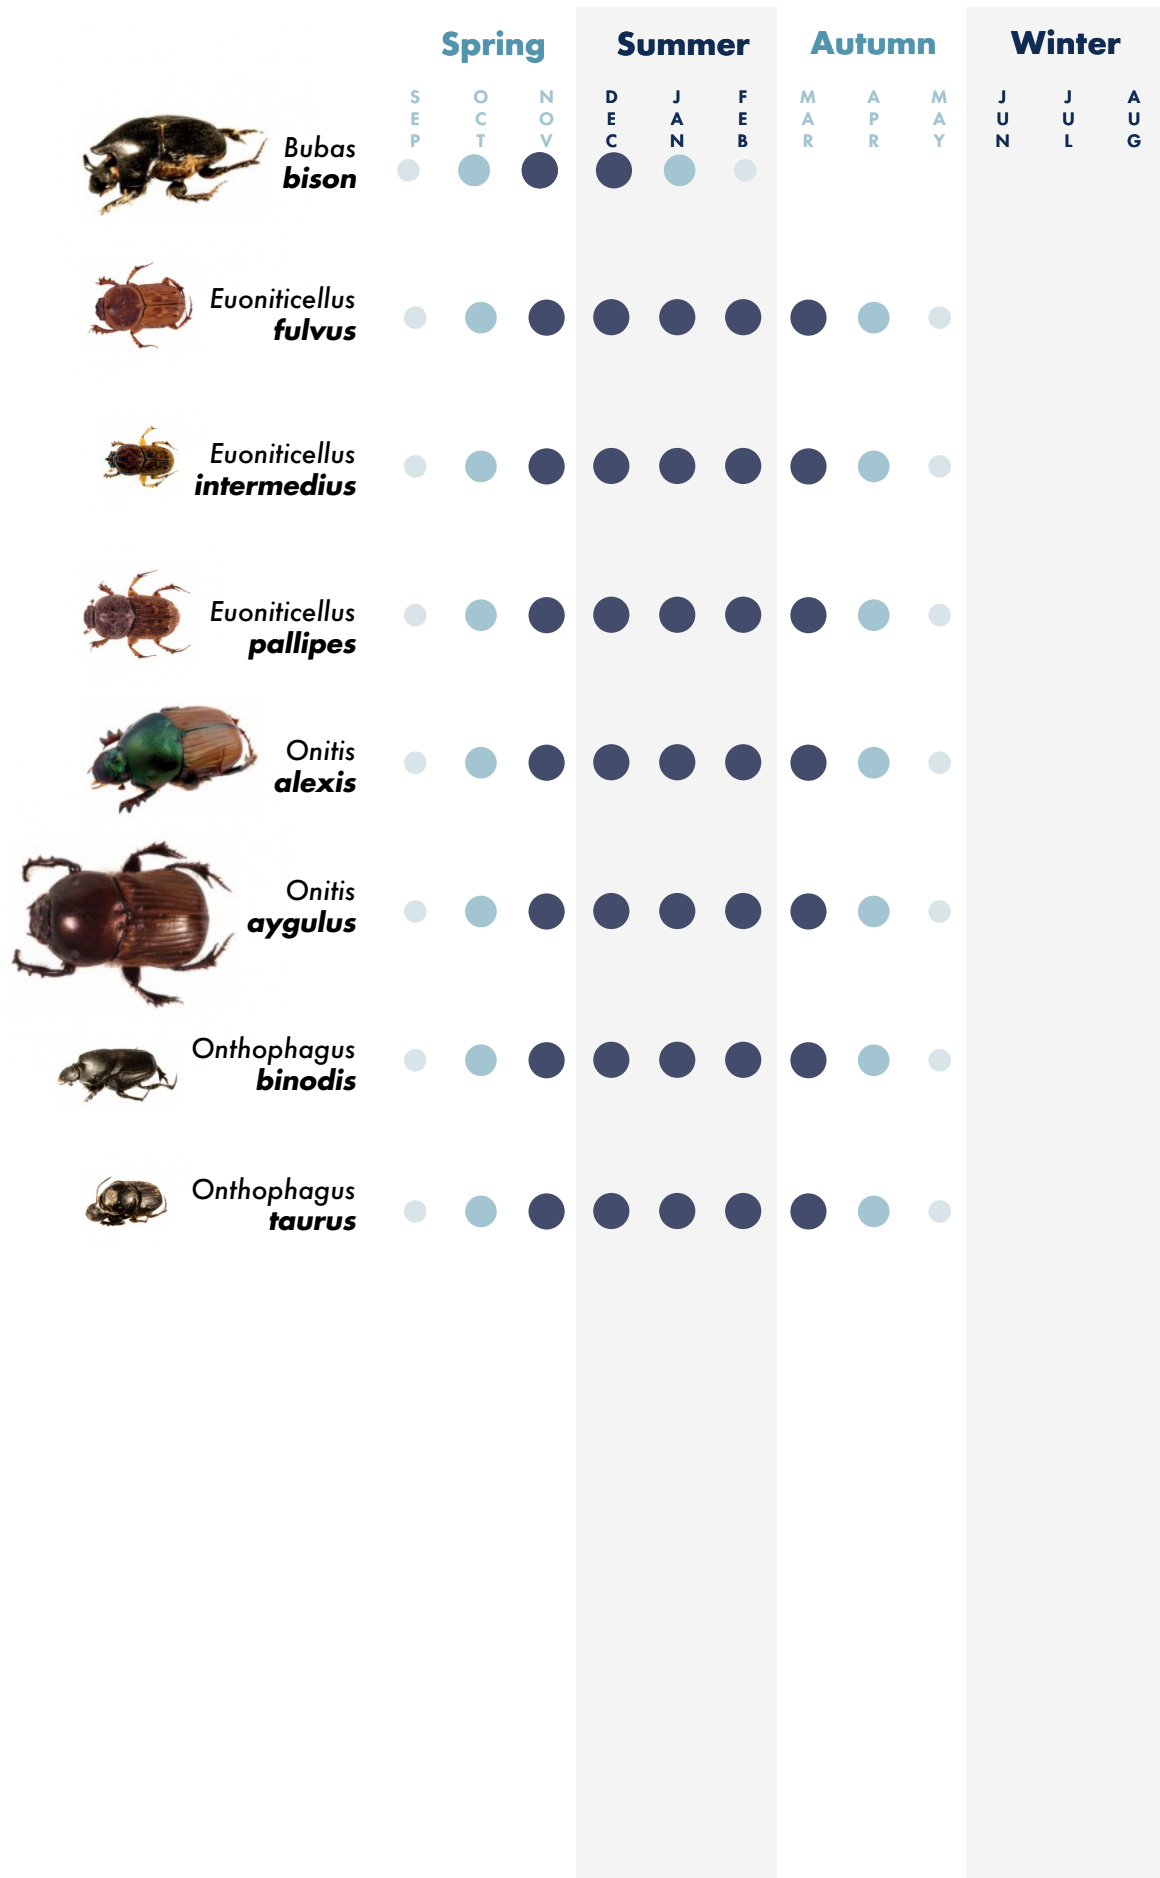 Spring Summer Autumn Winter
SEP OCT NOV DEC JAN FEB MAR APR MAY JUN JUL AUG
Bubas
bison
Euoniticellus
fulvus
Euoniticellus
intermedius
Euoniticellus
pallipes
Onitis
alexis
Onitis
aygulus
Onthophagus
binodis
Onthophagus
taurus